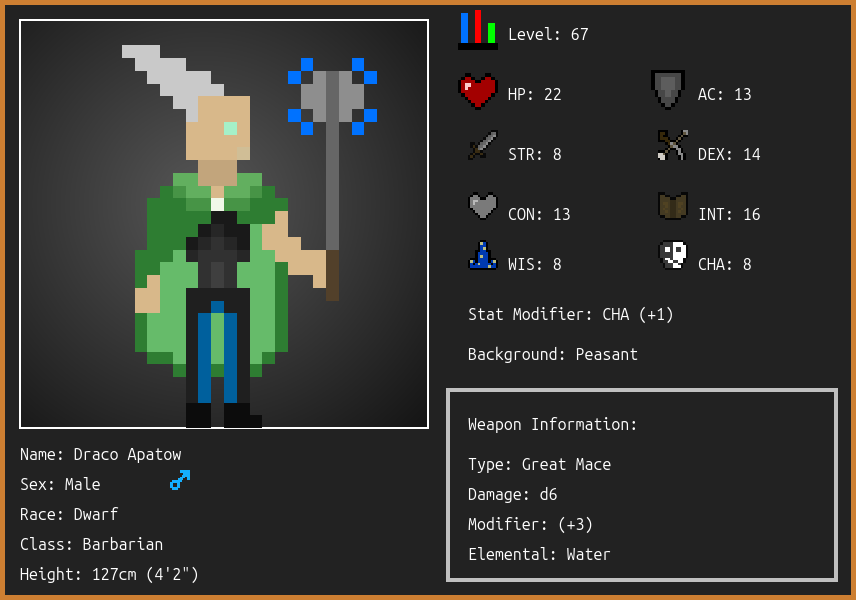 Level: 67
HP: 22
AC: 13
STR: 8
DEX: 14
CON: 13
INT: 16
WIS: 8
CHA: 8
Stat Modifier: CHA (+1)
Background: Peasant
Weapon Information:
Type: Great Mace
Damage: d6
Modifier: (+3)
Elemental: Water
Name: Draco Apatow
Sex: Male
Race: Dwarf
Class: Barbarian
Height: 127cm (4'2")